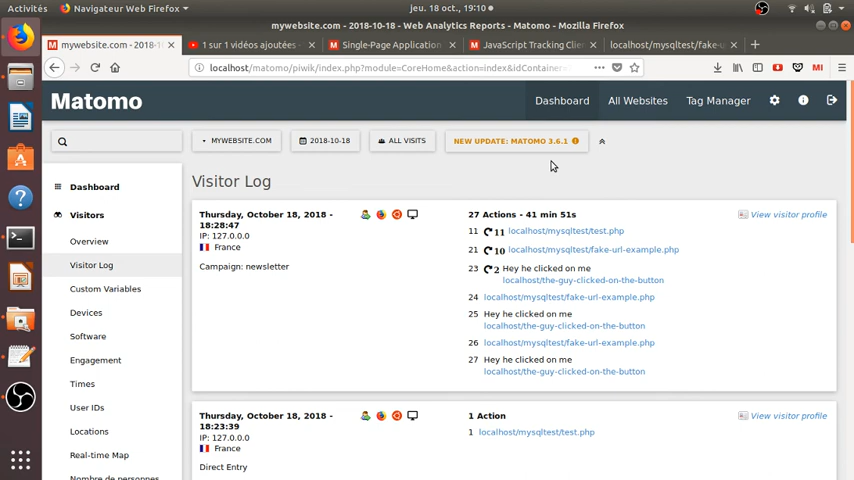 Activités Navigateur Web Firefox jeu. 18 oct., 19:10
mywebsite.com - 2018-10-18 - Web Analytics Reports - Matomo - Mozilla Firefox
mywebsite.com - 2018-1 1 sur 1 vidéos ajoutées - Single-Page Application JavaScript Tracking Clie localhost/mysqltest/fake-u
localhost/matomo/piwik/index.php?module=CoreHome&action=index&idContaine
Matomo Dashboard All Websites Tag Manager
MYWEBSITE.COM 2018-10-18 ALL VISITS NEW UPDATE: MATOMO 3.6.1
Dashboard
Visitors
Overview
Visitor Log
Custom Variables
Devices
Software
Engagement
Times
User IDs
Locations
Real-time Map
Nombre de personnes
Visitor Log
Thursday, October 18, 2018 -
18:28:47
IP: 127.0.0.0
France
Campaign: newsletter
27 Actions - 41 min 51s
11 11 localhost/mysqltest/test.php
21 10 localhost/mysqltest/fake-url-example.php
23 2 Hey he clicked on me
localhost/the-guy-clicked-on-the-button
24 localhost/mysqltest/fake-url-example.php
25 Hey he clicked on me
localhost/the-guy-clicked-on-the-button
26 localhost/mysqltest/fake-url-example.php
27 Hey he clicked on me
localhost/the-guy-clicked-on-the-button
View visitor profile
Thursday, October 18, 2018 -
18:23:39
IP: 127.0.0.0
France
Direct Entry
1 Action
1 localhost/mysqltest/test.php
View visitor profile